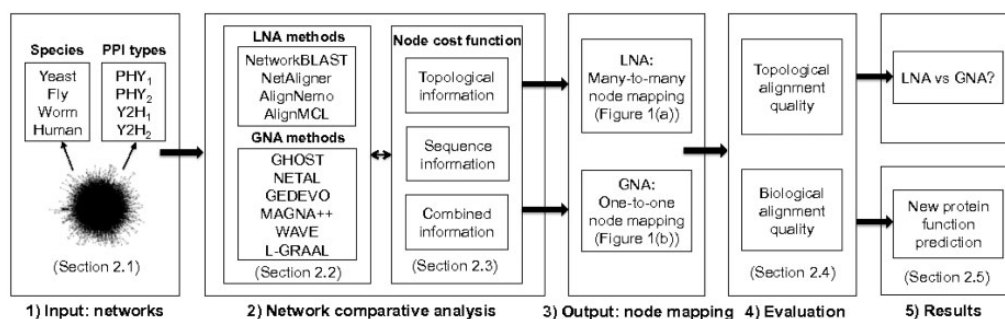 Species
Yeast
Fly
Worm
Human
PPI types
PHY1
PHY2
Y2H1
Y2H2
(Section 2.1)
1) Input: networks
LNA methods
NetworkBLAST
NetAligner
AlignNemo
AlignMCL
GNA methods
GHOST
NETAL
GEDEVO
MAGNA++
WAVE
L-GRAAL
(Section 2.2)
Node cost function
Topological
information
Sequence
information
Combined
information
(Section 2.3)
2) Network comparative analysis
LNA:
Many-to-many
node mapping
(Figure 1(a))
GNA:
One-to-one
node mapping
(Figure 1(b))
3) Output: node mapping
Topological
alignment
quality
Biological
alignment
quality
(Section 2.4)
4) Evaluation
LNA vs GNA?
New protein
function
prediction
(Section 2.5)
5) Results